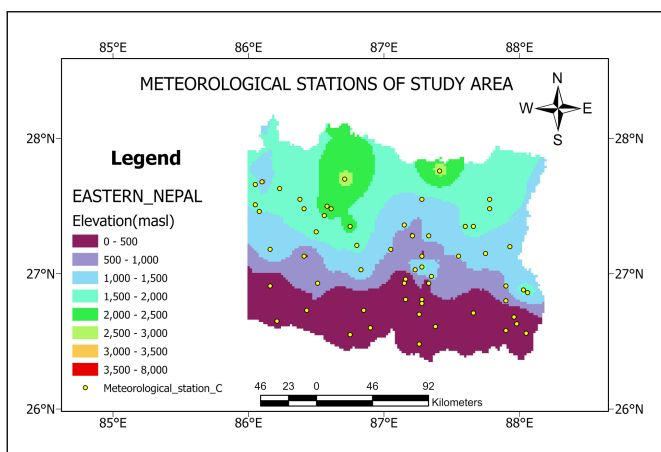 85°E 86°E 87°E 88°E
METEOROLOGICAL STATIONS OF STUDY AREA
N
W E
S
28°N 28°N
Legend
EASTERN_NEPAL
Elevation(masl)
0 - 500
500 - 1,000
1,000 - 1,500
1,500 - 2,000
2,000 - 2,500
2,500 - 3,000
3,000 - 3,500
3,500 - 8,000
Meteorological_station_C
27°N 27°N
46 23 0 46 92
Kilometers
26°N 26°N
85°E 86°E 87°E 88°E